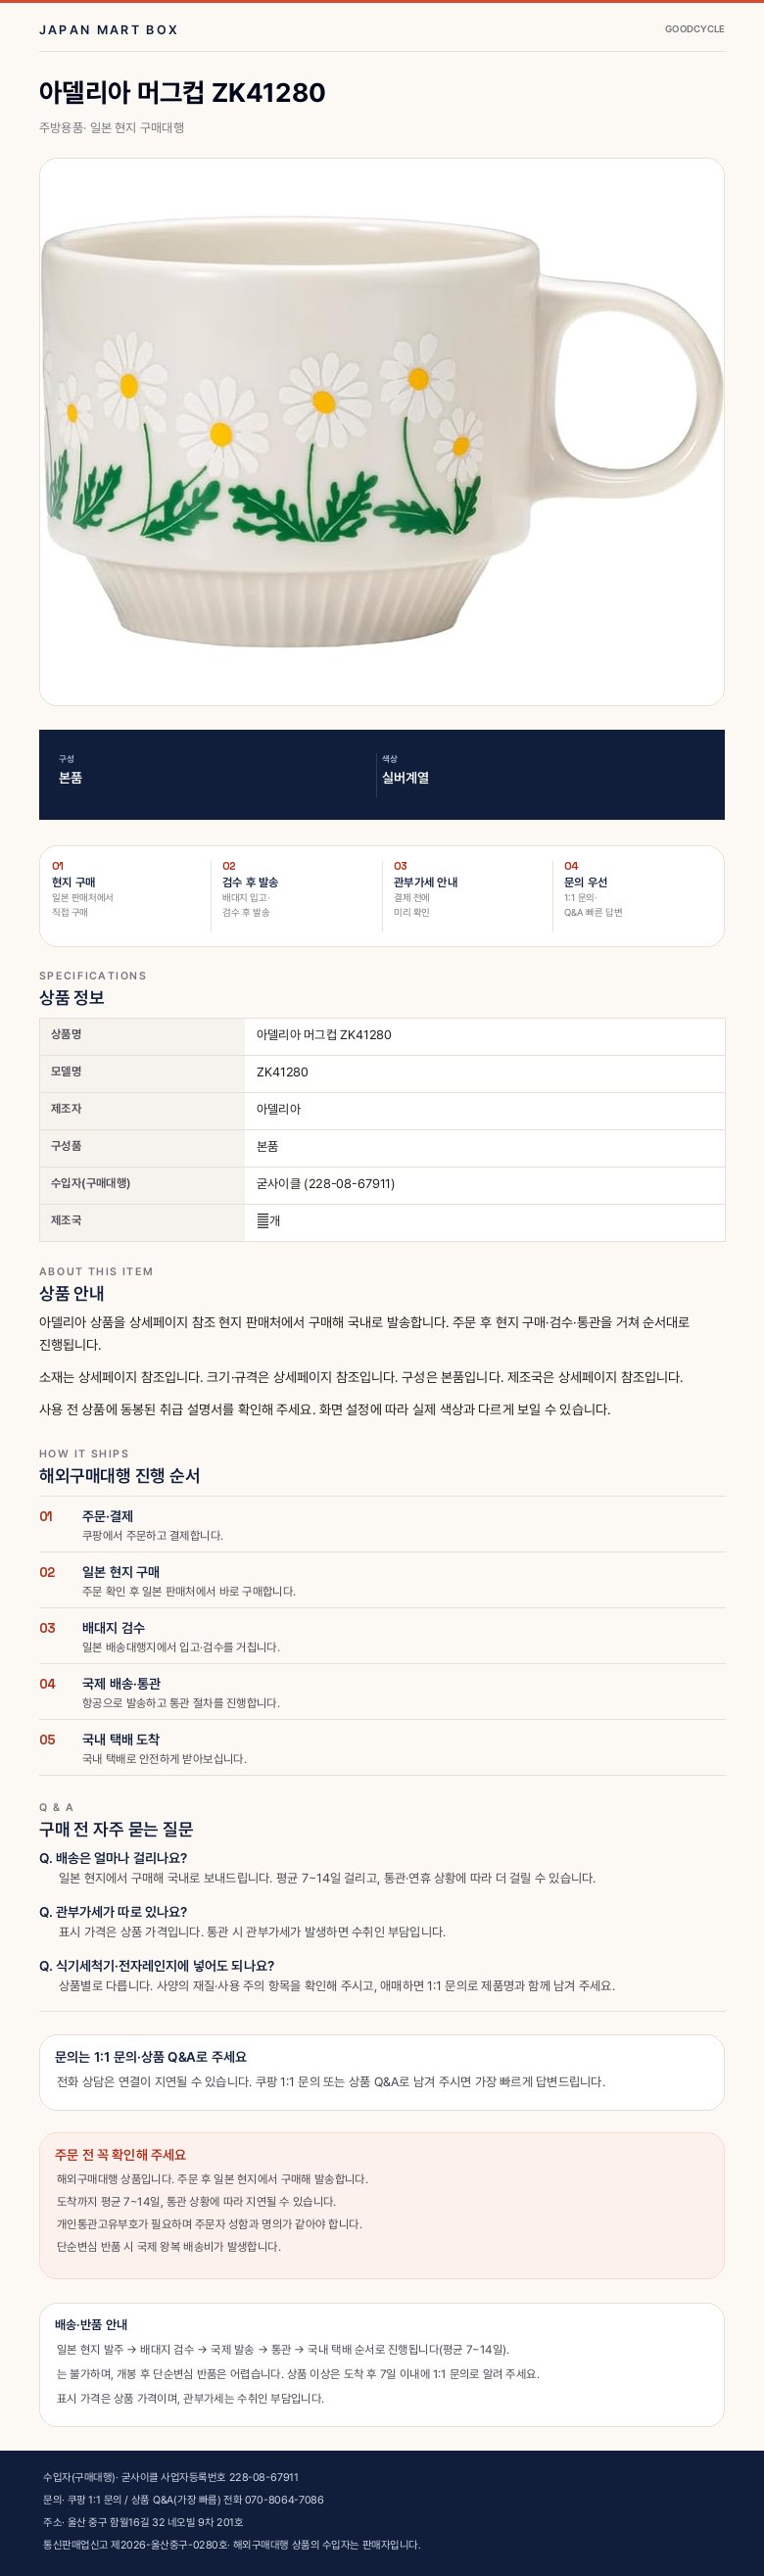 JAPAN MART BOX
GOODCYCLE
아델리아 머그컵 ZK41280
주방용품· 일본 현지 구매대행
구성
본품
색상
실버계열
01
현지 구매
일본 판매처에서
직접 구매
02
검수 후 발송
배대지 입고·
검수 후 발송
03
관부가세 안내
결제 전에
미리 확인
04
문의 우선
1:1 문의·
Q&A 빠른 답변
SPECIFICATIONS
상품 정보
상품명 아델리아 머그컵 ZK41280
모델명 ZK41280
제조자 아델리아
구성품 본품
수입자(구매대행) 굳사이클 (228-08-67911)
제조국 개
ABOUT THIS ITEM
상품 안내
아델리아 상품을 상세페이지 참조 현지 판매처에서 구매해 국내로 발송합니다. 주문 후 현지 구매·검수·통관을 거쳐 순서대로
진행됩니다.
소재는 상세페이지 참조입니다. 크기·규격은 상세페이지 참조입니다. 구성은 본품입니다. 제조국은 상세페이지 참조입니다.
사용 전 상품에 동봉된 취급 설명서를 확인해 주세요. 화면 설정에 따라 실제 색상과 다르게 보일 수 있습니다.
HOW IT SHIPS
해외구매대행 진행 순서
01 주문·결제
쿠팡에서 주문하고 결제합니다.
02 일본 현지 구매
주문 확인 후 일본 판매처에서 바로 구매합니다.
03 배대지 검수
일본 배송대행지에서 입고·검수를 거칩니다.
04 국제 배송·통관
항공으로 발송하고 통관 절차를 진행합니다.
05 국내 택배 도착
국내 택배로 안전하게 받아보십니다.
Q & A
구매 전 자주 묻는 질문
Q. 배송은 얼마나 걸리나요?
일본 현지에서 구매해 국내로 보내드립니다. 평균 7~14일 걸리고, 통관·연휴 상황에 따라 더 걸릴 수 있습니다.
Q. 관부가세가 따로 있나요?
표시 가격은 상품 가격입니다. 통관 시 관부가세가 발생하면 수취인 부담입니다.
Q. 식기세척기·전자레인지에 넣어도 되나요?
상품별로 다릅니다. 사양의 재질·사용 주의 항목을 확인해 주시고, 애매하면 1:1 문의로 제품명과 함께 남겨 주세요.
문의는 1:1 문의·상품 Q&A로 주세요
전화 상담은 연결이 지연될 수 있습니다. 쿠팡 1:1 문의 또는 상품 Q&A로 남겨 주시면 가장 빠르게 답변드립니다.
주문 전 꼭 확인해 주세요
해외구매대행 상품입니다. 주문 후 일본 현지에서 구매해 발송합니다.
도착까지 평균 7~14일, 통관 상황에 따라 지연될 수 있습니다.
개인통관고유부호가 필요하며 주문자 성함과 명의가 같아야 합니다.
단순변심 반품 시 국제 왕복 배송비가 발생합니다.
배송·반품 안내
일본 현지 발주 → 배대지 검수 → 국제 발송 → 통관 → 국내 택배 순서로 진행됩니다(평균 7~14일).
는 불가하며, 개봉 후 단순변심 반품은 어렵습니다. 상품 이상은 도착 후 7일 이내에 1:1 문의로 알려 주세요.
표시 가격은 상품 가격이며, 관부가세는 수취인 부담입니다.
수입자(구매대행)· 굳사이클 사업자등록번호 228-08-67911
문의· 쿠팡 1:1 문의 / 상품 Q&A(가장 빠름) 전화 070-8064-7086
주소· 울산 중구 함월16길 32 네오빌 9차 201호
통신판매업신고 제2026-울산중구-0280호· 해외구매대행 상품의 수입자는 판매자입니다.